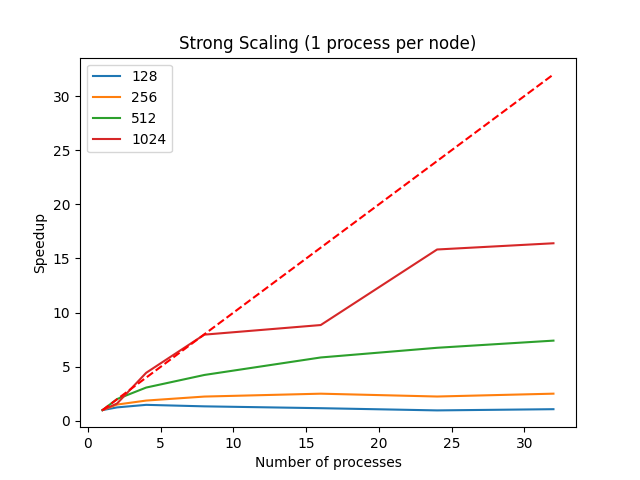 Strong Scaling (1 process per node)
128
256
512
1024
30
25
20
15
10
5
0
Speedup
0 5 10 15 20 25 30
Number of processes